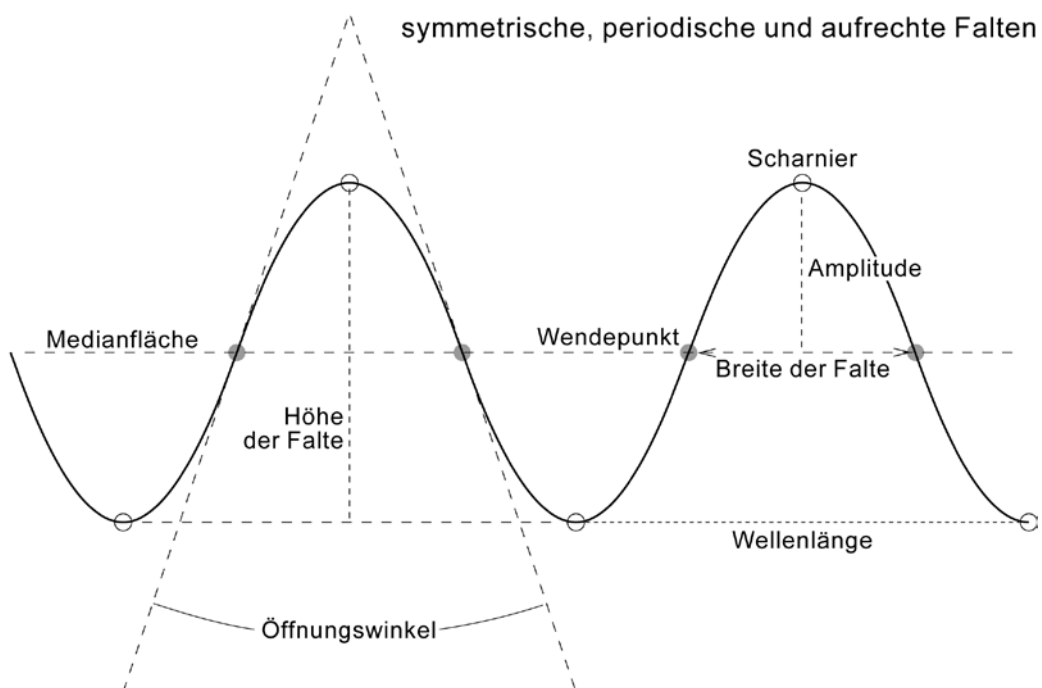 symmetrische, periodische und aufrechte Falten
Scharnier
Amplitude
Medianfläche
Wendepunkt
Breite der Falte
Höhe
der Falte
Wellenlänge
Öffnungswinkel